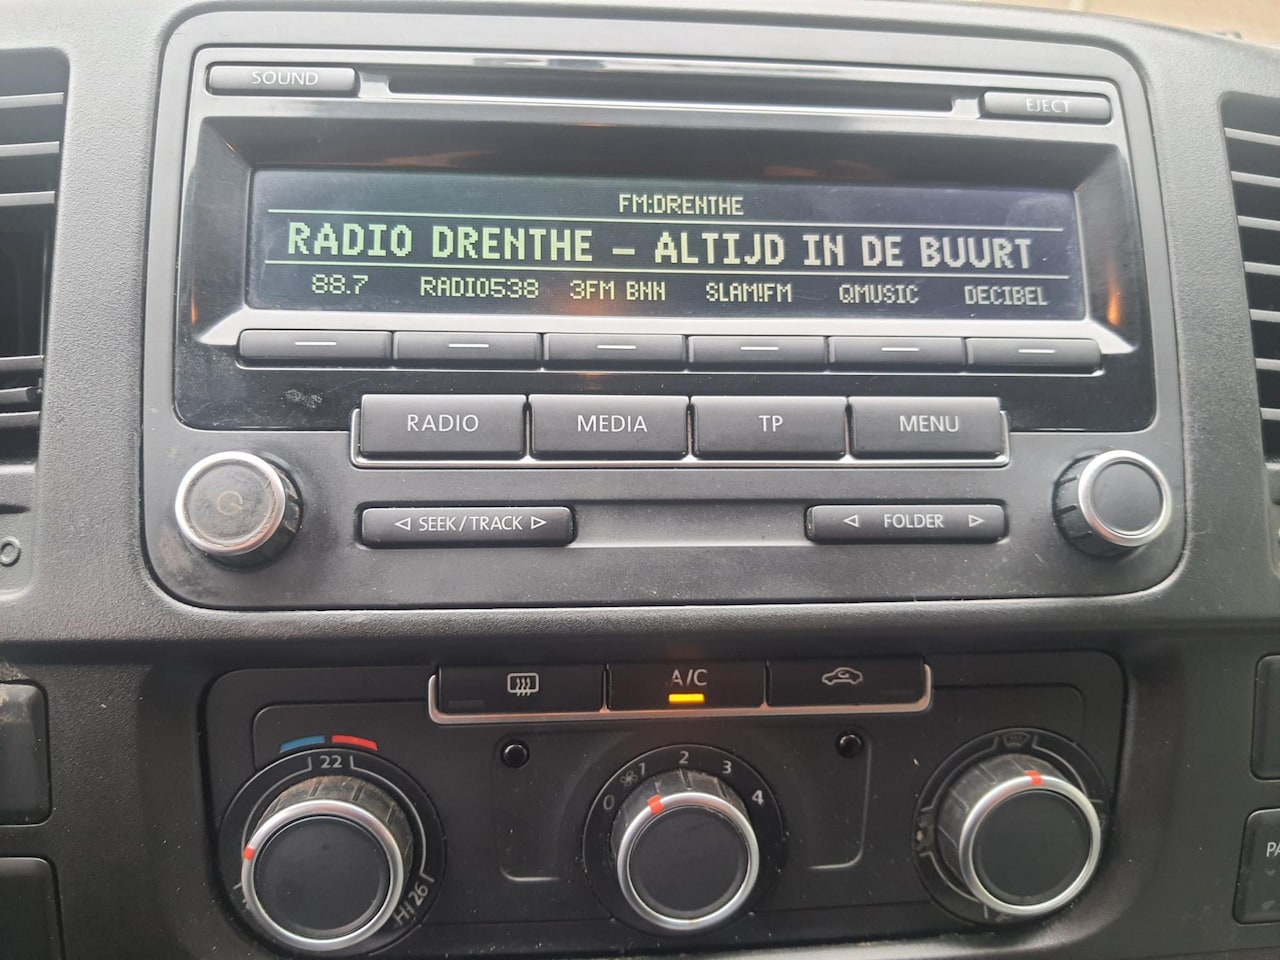 SOUND
EJECT
FM:DRENTHE
RADIO DRENTHE - ALTIJD IN DE BUURT
88.7 RADIO538 3FM BNN SLAM!FM QMUSIC DECIBEL
RADIO MEDIA TP MENU
SEEK/TRACK FOLDER
A/C
22
HI 26
0 1 2 3 4
PA